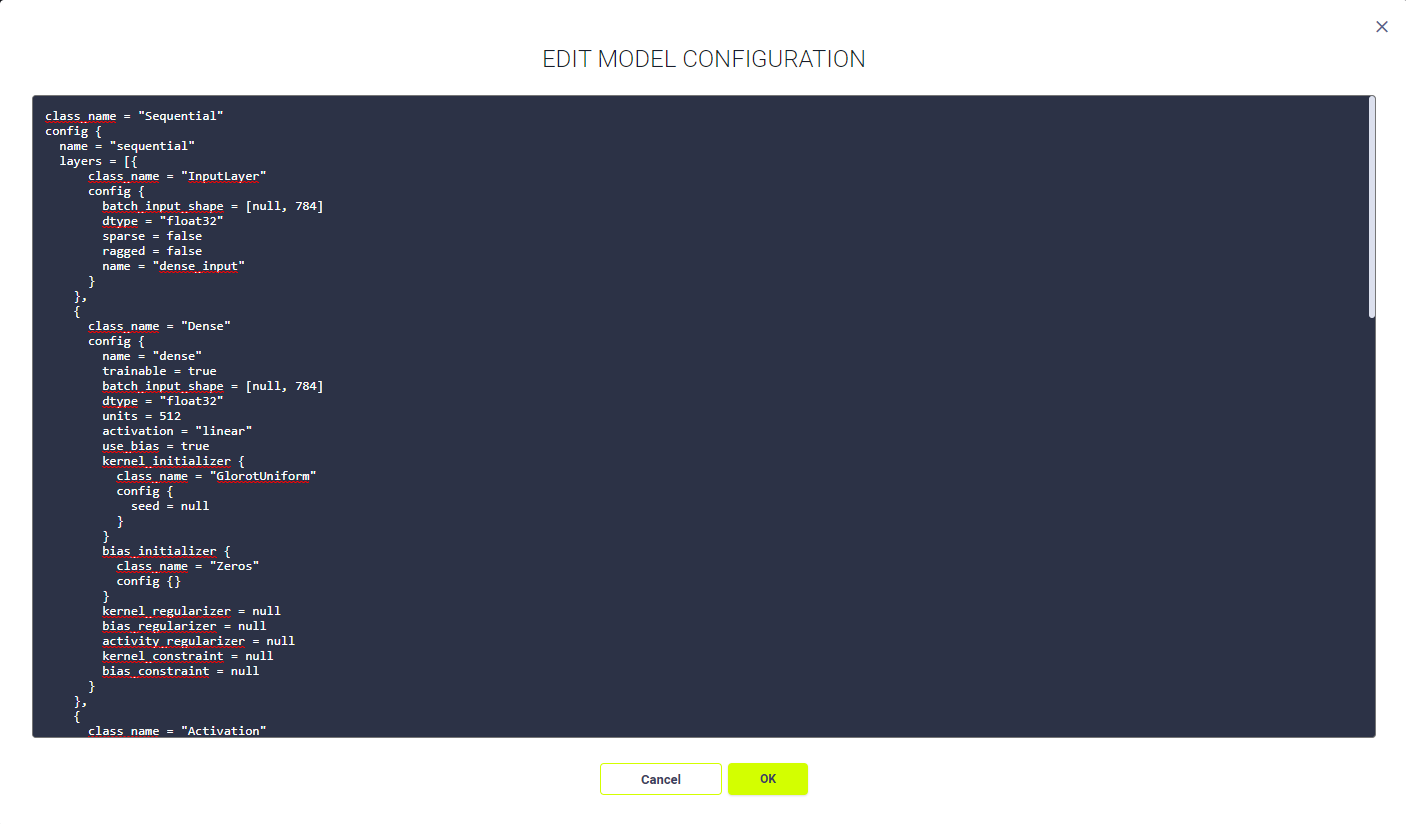 EDIT MODEL CONFIGURATION
class_name = "Sequential"
config {
  name = "sequential"
  layers = [{
      class_name = "InputLayer"
      config {
        batch_input_shape = [null, 784]
        dtype = "float32"
        sparse = false
        ragged = false
        name = "dense_input"
      }
    },
    {
      class_name = "Dense"
      config {
        name = "dense"
        trainable = true
        batch_input_shape = [null, 784]
        dtype = "float32"
        units = 512
        activation = "linear"
        use_bias = true
        kernel_initializer {
          class_name = "GlorotUniform"
          config {
            seed = null
          }
        }
        bias_initializer {
          class_name = "Zeros"
          config {}
        }
        kernel_regularizer = null
        bias_regularizer = null
        activity_regularizer = null
        kernel_constraint = null
        bias_constraint = null
      }
    },
    {
      class_name = "Activation"
Cancel
OK